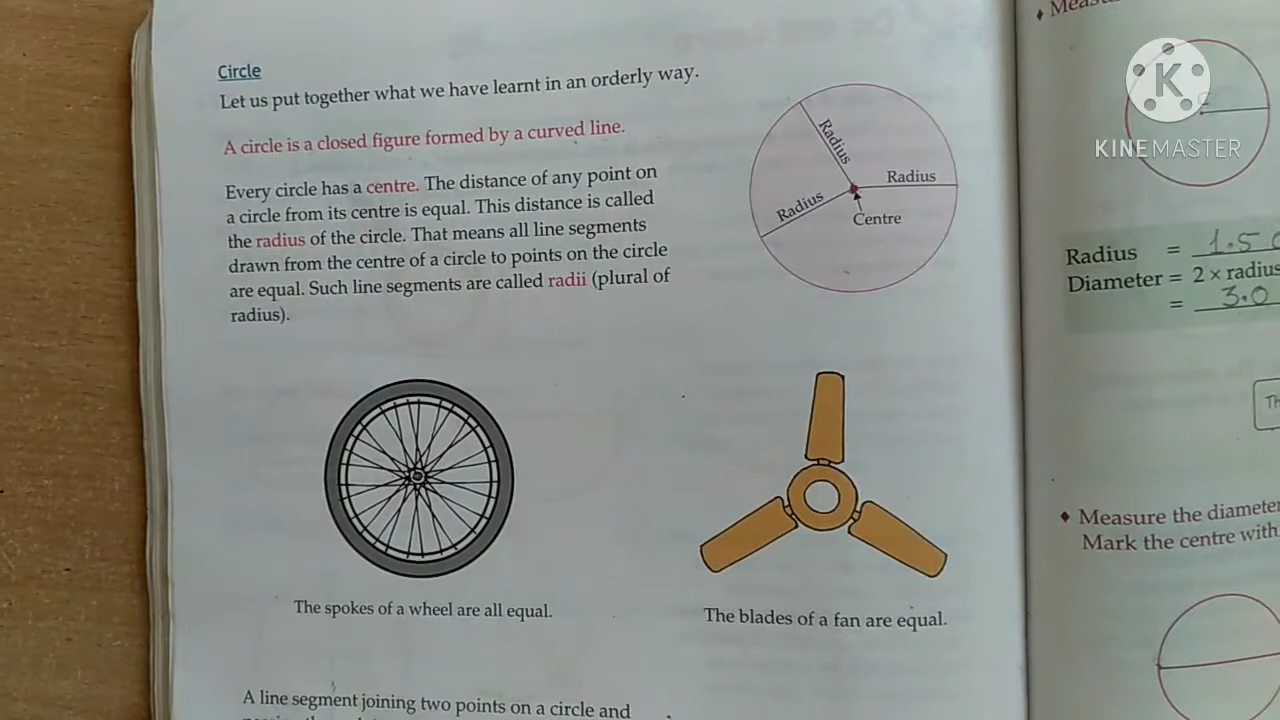 Circle
Let us put together what we have learnt in an orderly way.
A circle is a closed figure formed by a curved line.
Every circle has a centre. The distance of any point on
a circle from its centre is equal. This distance is called
the radius of the circle. That means all line segments
drawn from the centre of a circle to points on the circle
are equal. Such line segments are called radii (plural of
radius).
Radius
Radius
Radius
Centre
The spokes of a wheel are all equal.
The blades of a fan are equal.
A line segment joining two points on a circle and
K
KINEMASTER
Radius = 1.5
Diameter = 2 × radius
= 3.0
♦ Measure the diameter
Mark the centre with